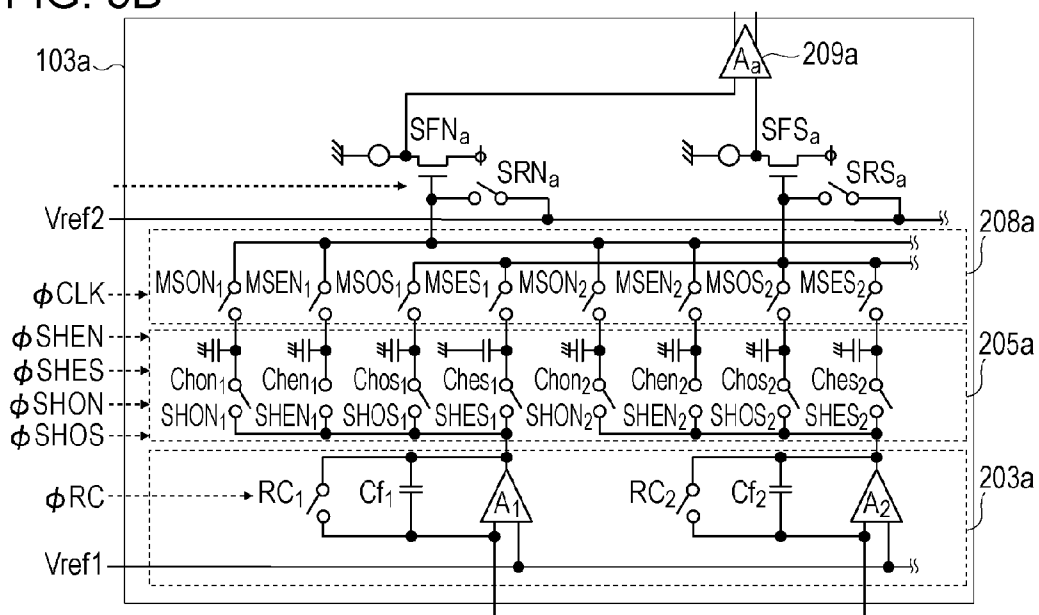 FIG. 3B
103a
Aa
209a
SFNa
SFSa
SRNa
SRSa
Vref2
208a
MSON1 MSEN1 MSOS1 MSES1 MSON2 MSEN2 MSOS2 MSES2
ϕCLK
ϕSHEN
205a
ϕSHES
Chon1 Chen1 Chos1 Ches1 Chon2 Chen2 Chos2 Ches2
ϕSHON
SHON1 SHEN1 SHOS1 SHES1 SHON2 SHEN2 SHOS2 SHES2
ϕSHOS
203a
ϕRC
RC1 Cf1 A1 RC2 Cf2 A2
Vref1